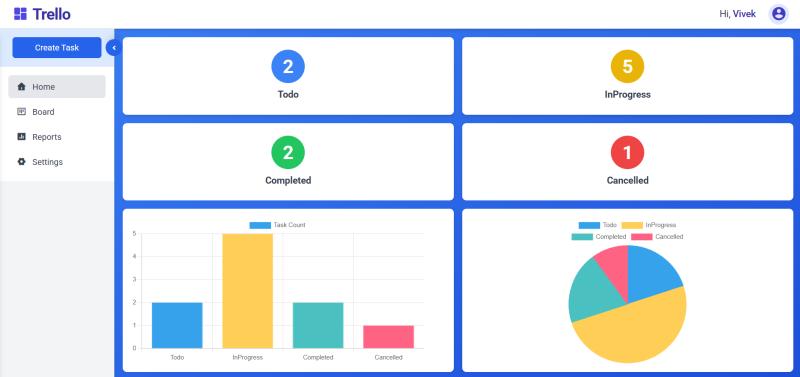 Trello
Hi, Vivek
Create Task
Home
Board
Reports
Settings
2
Todo
5
InProgress
2
Completed
1
Cancelled
Task Count
5
4
3
2
1
0
Todo InProgress Completed Cancelled
Todo InProgress
Completed Cancelled